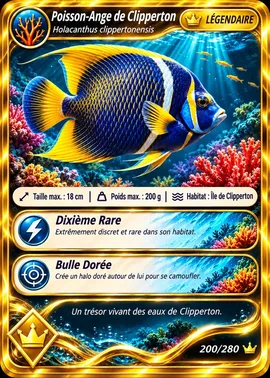 Poisson-Ange de Clipperton
Holacanthus clippertonensis
LÉGENDAIRE
Taille max. : 18 cm | Poids max. : 200 g | Habitat : Île de Clipperton
Dixième Rare
Extrêmement discret et rare dans son habitat.
Bulle Dorée
Crée un halo doré autour de lui pour se camoufler.
Un trésor vivant des eaux de Clipperton.
200/280